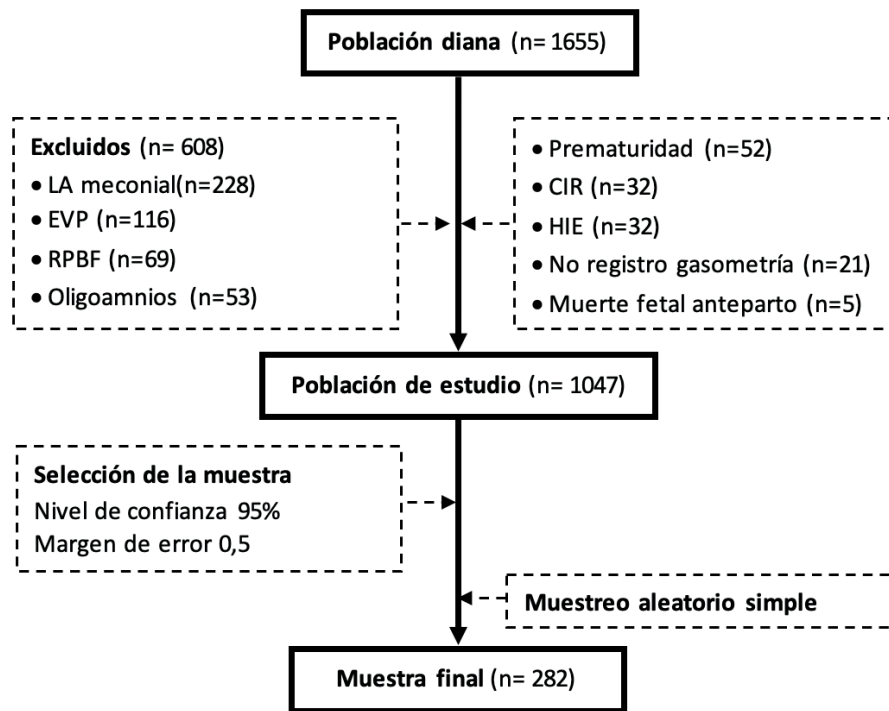 Población diana (n= 1655)
Excluidos (n= 608)
• LA meconial(n=228)
• EVP (n=116)
• RPBF (n=69)
• Oligoamnios (n=53)
• Prematuridad (n=52)
• CIR (n=32)
• HIE (n=32)
• No registro gasometría (n=21)
• Muerte fetal anteparto (n=5)
Población de estudio (n= 1047)
Selección de la muestra
Nivel de confianza 95%
Margen de error 0,5
Muestreo aleatorio simple
Muestra final (n= 282)